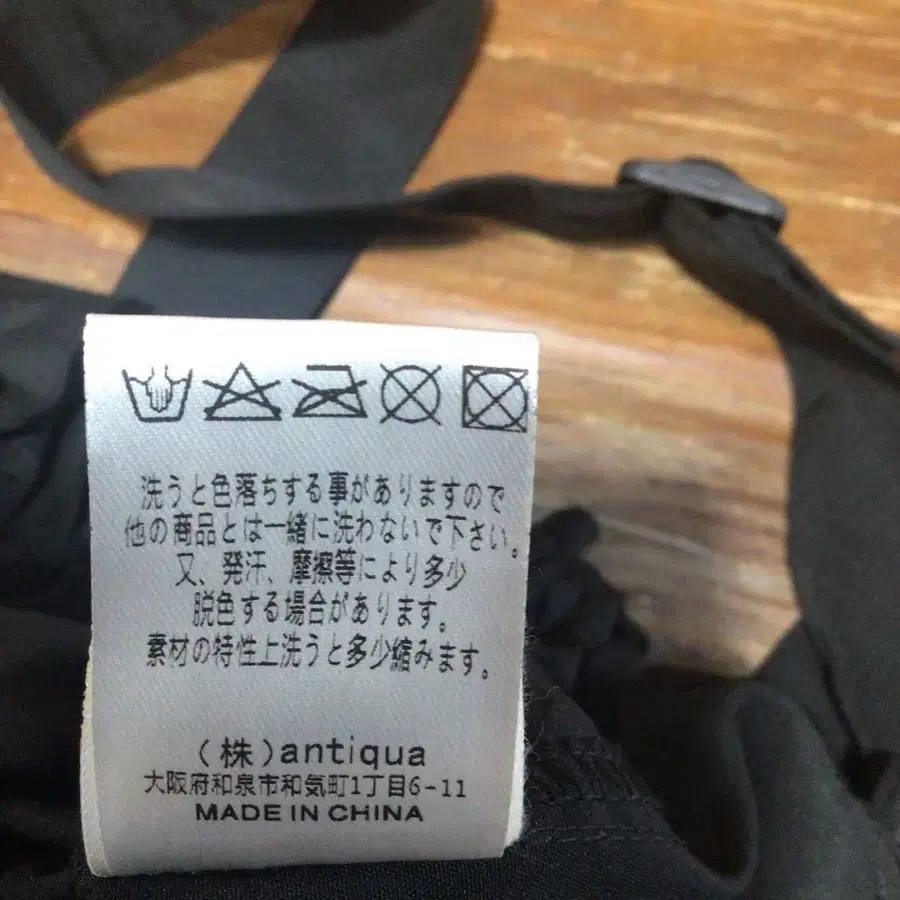 洗うと色落ちする事がありますので
他の商品とは一緒に洗わないで下さい。
又、発汗、摩擦等により多少
脱色する場合があります。
素材の特性上洗うと多少縮みます。
(株)antiqua
大阪府和泉市和気町1丁目6-11
MADE IN CHINA